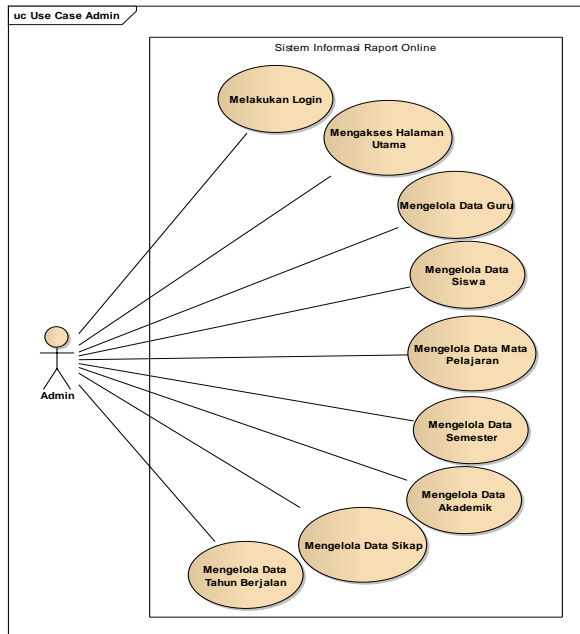 uc Use Case Admin
Sistem Informasi Raport Online
Melakukan Login
Mengakses Halaman
Utama
Mengelola Data Guru
Mengelola Data
Siswa
Mengelola Data Mata
Pelajaran
Admin
Mengelola Data
Semester
Mengelola Data
Akademik
Mengelola Data Sikap
Mengelola Data
Tahun Berjalan